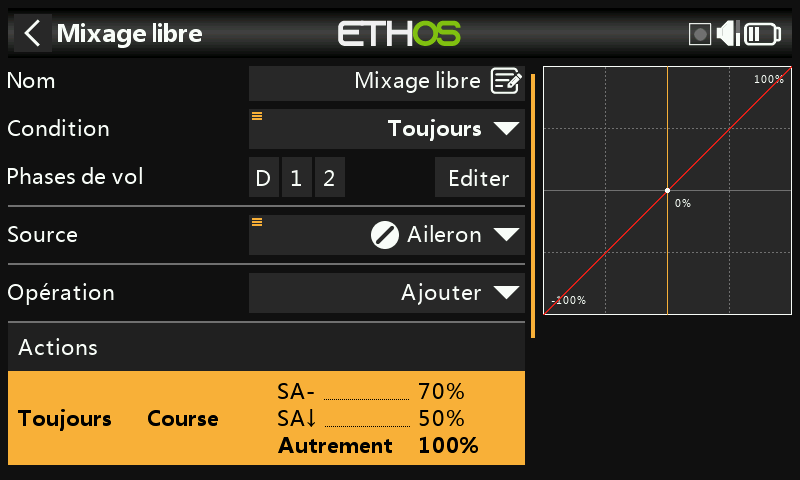 Mixage libre
ETHOS
Nom
Mixage libre
Condition
Toujours
Phases de vol
D 1 2
Editer
Source
Aileron
Opération
Ajouter
Actions
Toujours
Course
SA- 70%
SA↓ 50%
Autrement 100%
100%
0%
-100%